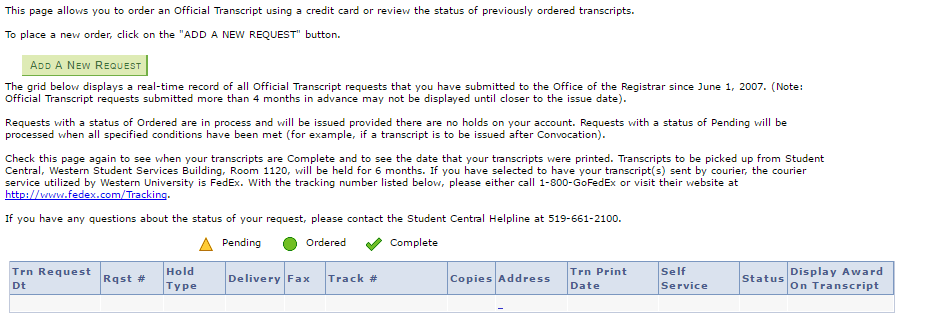 This page allows you to order an Official Transcript using a credit card or review the status of previously ordered transcripts.
To place a new order, click on the "ADD A NEW REQUEST" button.
ADD A NEW REQUEST
The grid below displays a real-time record of all Official Transcript requests that you have submitted to the Office of the Registrar since June 1, 2007. (Note:
Official Transcript requests submitted more than 4 months in advance may not be displayed until closer to the issue date).
Requests with a status of Ordered are in process and will be issued provided there are no holds on your account. Requests with a status of Pending will be
processed when all specified conditions have been met (for example, if a transcript is to be issued after Convocation).
Check this page again to see when your transcripts are Complete and to see the date that your transcripts were printed. Transcripts to be picked up from Student
Central, Western Student Services Building, Room 1120, will be held for 6 months. If you have selected to have your transcript(s) sent by courier, the courier
service utilized by Western University is FedEx. With the tracking number listed below, please either call 1-800-GoFedEx or visit their website at
http://www.fedex.com/Tracking.
If you have any questions about the status of your request, please contact the Student Central Helpline at 519-661-2100.
Pending Ordered Complete
Trn Request Dt Rqst # Hold Type Delivery Fax Track # Copies Address Trn Print Date Self Service Status Display Award On Transcript